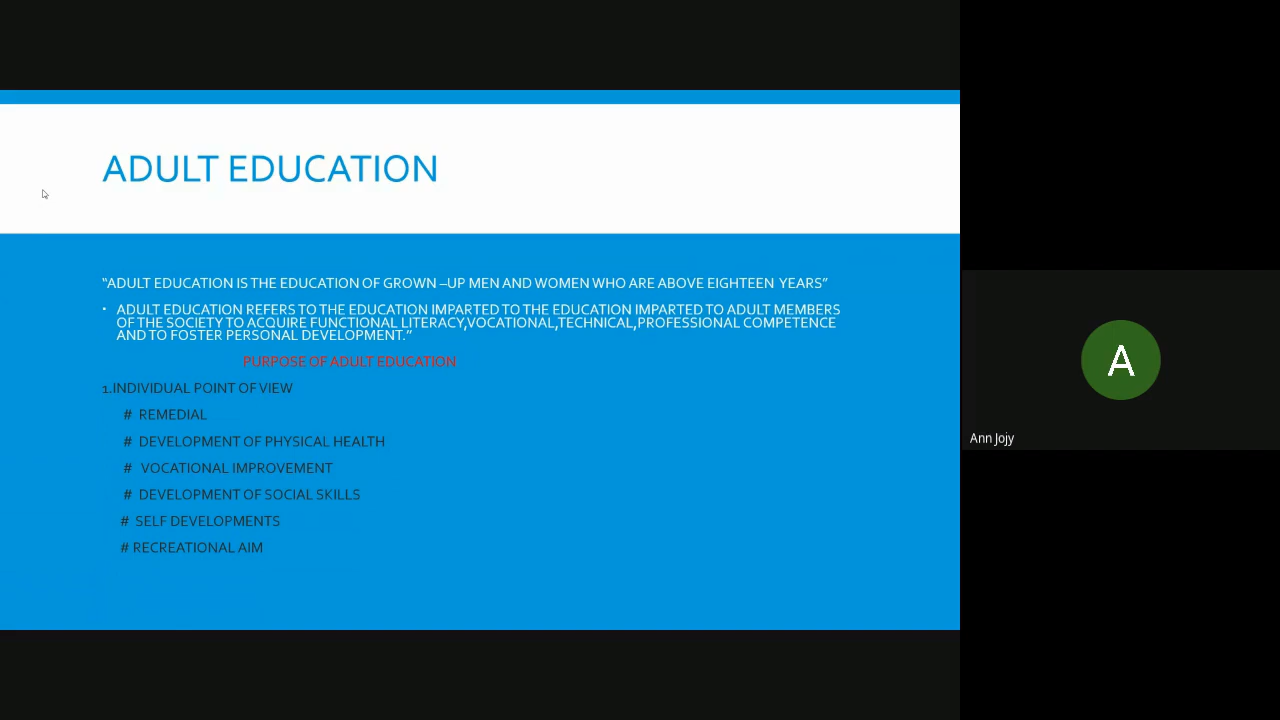 ADULT EDUCATION
“ADULT EDUCATION IS THE EDUCATION OF GROWN –UP MEN AND WOMEN WHO ARE ABOVE EIGHTEEN YEARS”
• ADULT EDUCATION REFERS TO THE EDUCATION IMPARTED TO THE EDUCATION IMPARTED TO ADULT MEMBERS
OF THE SOCIETY TO ACQUIRE FUNCTIONAL LITERACY,VOCATIONAL,TECHNICAL,PROFESSIONAL COMPETENCE
AND TO FOSTER PERSONAL DEVELOPMENT.”
PURPOSE OF ADULT EDUCATION
1.INDIVIDUAL POINT OF VIEW
# REMEDIAL
# DEVELOPMENT OF PHYSICAL HEALTH
# VOCATIONAL IMPROVEMENT
# DEVELOPMENT OF SOCIAL SKILLS
# SELF DEVELOPMENTS
# RECREATIONAL AIM
A
Ann Jojy